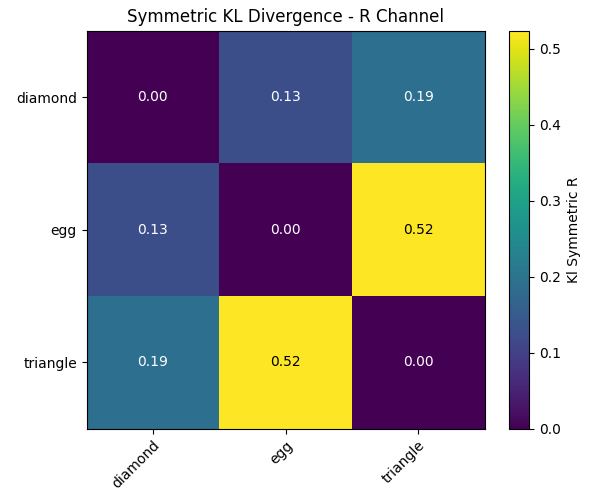 Symmetric KL Divergence - R Channel
diamond 0.00 0.13 0.19
egg 0.13 0.00 0.52
triangle 0.19 0.52 0.00
diamond egg triangle
0.5
0.4
0.3
0.2
0.1
0.0
Kl Symmetric R